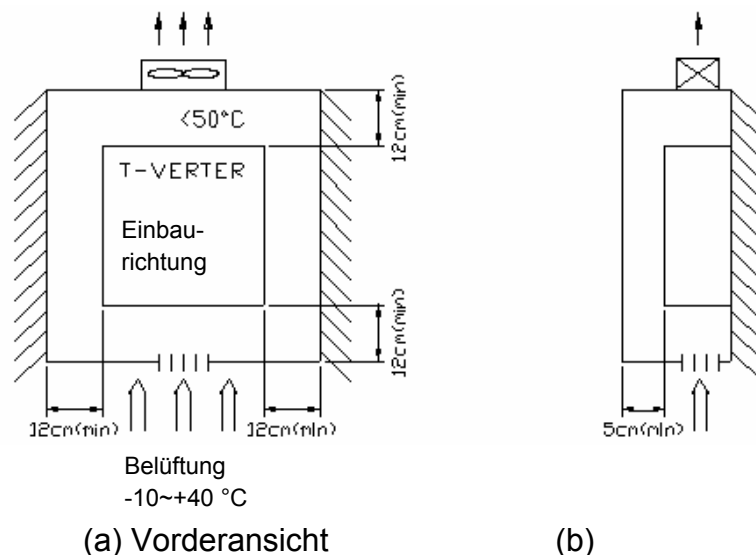 <50°C
12cm(min)
T-VERTER
Einbau-
richtung
12cm(min)
12cm(min)
12cm(mIn)
5cm(mIn)
Belüftung
-10~+40 °C
(a) Vorderansicht
(b)